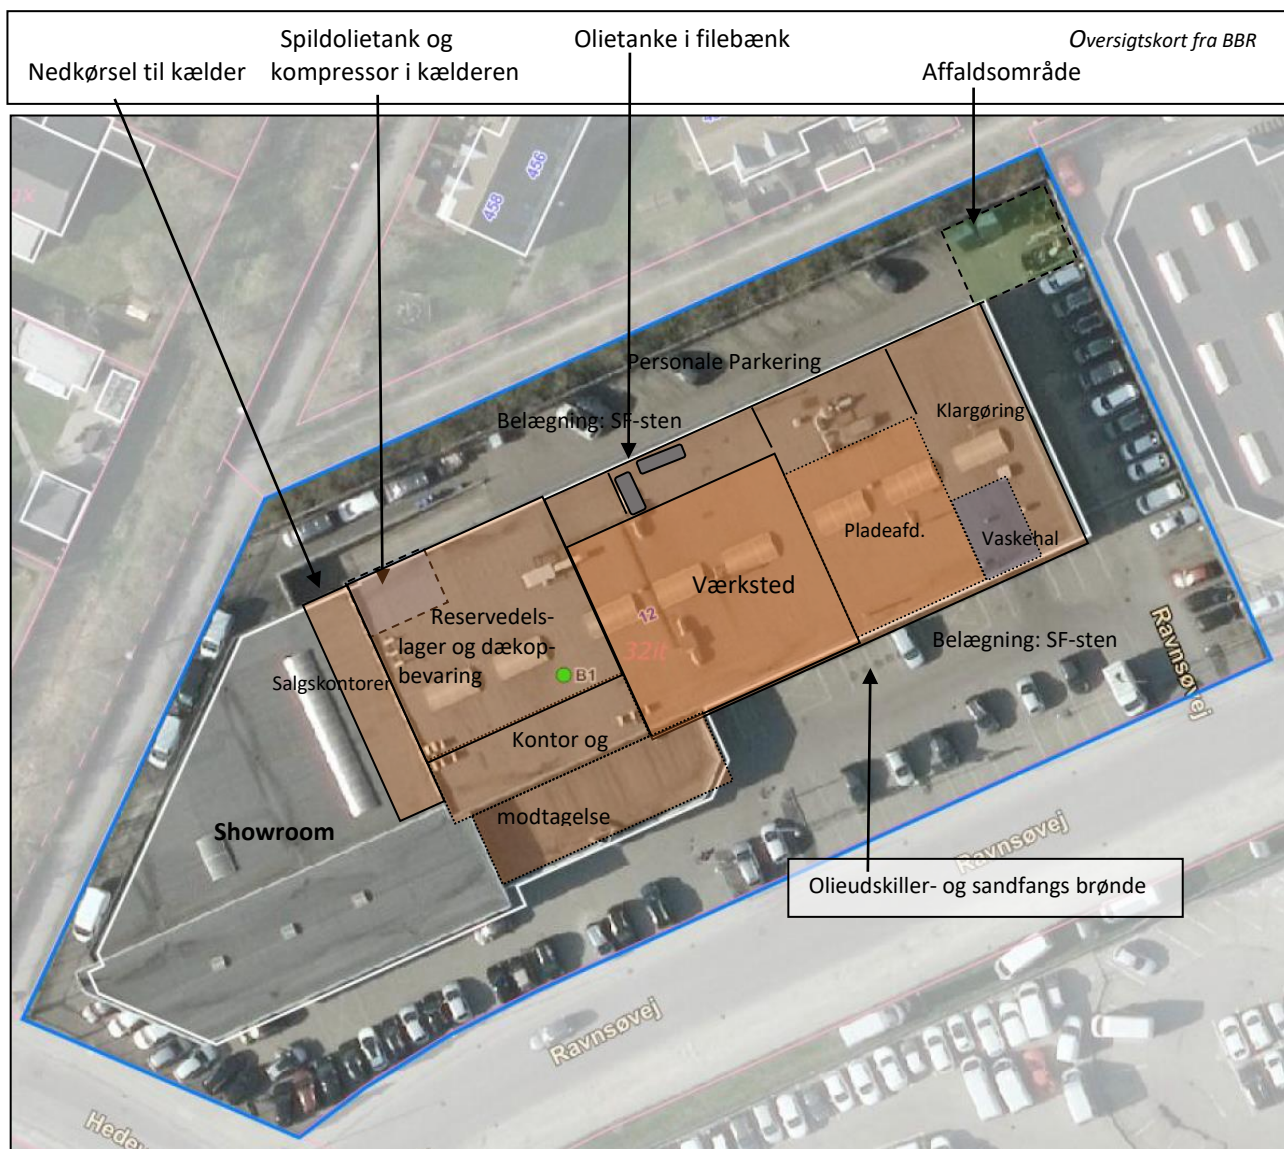 Spildolietank og
Olietanke i filebænk
Oversigtskort fra BBR
Nedkørsel til kælder
kompressor i kælderen
Affaldsområde
456
458
Personale Parkering
Belægning: SF-sten
Klargøring
Pladeafd.
Vaskehal
Værksted
12
32it
Reservedels-
lager og dækop-
bevaring
B1
Salgskontorer
Belægning: SF-sten
Ravnsøvej
Kontor og
modtagelse
Showroom
Ravnsøvej
Olieudskiller- og sandfangs brønde
Ravnsøvej